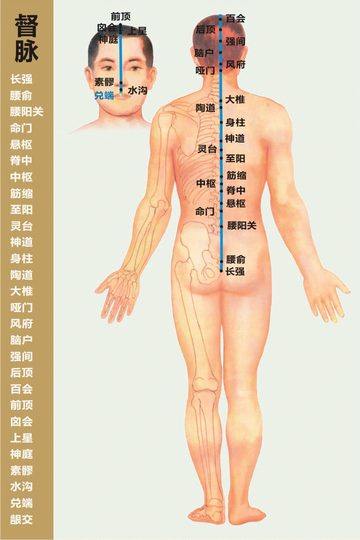 督脉
长强
腰俞
腰阳关
命门
悬枢
脊中
中枢
筋缩
至阳
灵台
神道
身柱
陶道
大椎
哑门
风府
脑户
强间
后顶
百会
前顶
囟会
上星
神庭
素髎
水沟
兑端
龈交
前顶
囟会
上星
神庭
素髎
水沟
兑端
百会
后顶
强间
脑户
风府
哑门
大椎
陶道
身柱
神道
灵台
至阳
筋缩
中枢
脊中
悬枢
命门
腰阳关
腰俞
长强